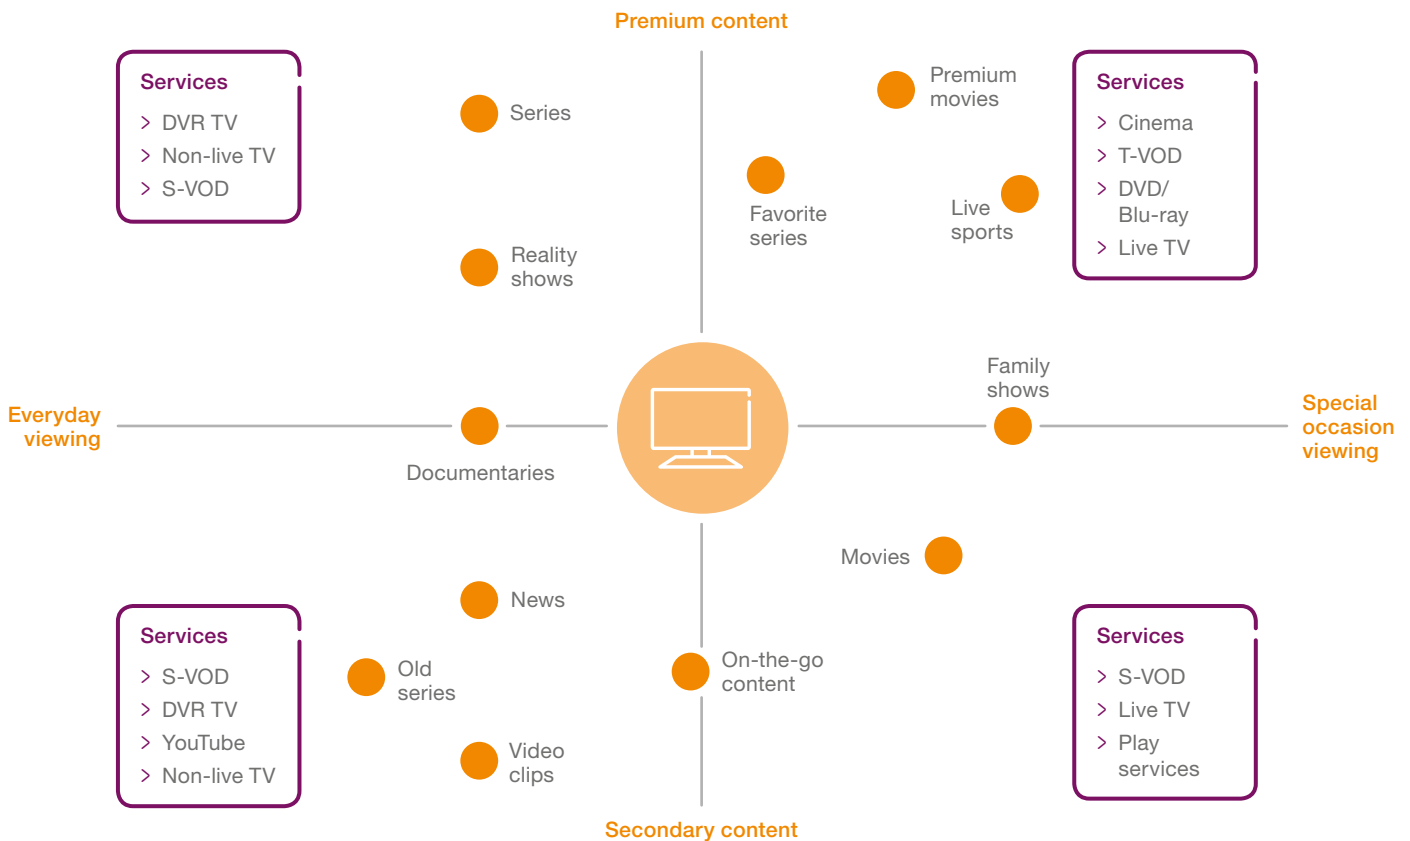 Premium content
Services
> DVR TV
> Non-live TV
> S-VOD
Series
Reality
shows
Premium
movies
Favorite
series
Live
sports
Services
> Cinema
> T-VOD
> DVD/
Blu-ray
> Live TV
Everyday
viewing
Documentaries
Family
shows
Special
occasion
viewing
Movies
Services
> S-VOD
> DVR TV
> YouTube
> Non-live TV
News
Old
series
Video
clips
On-the-go
content
Services
> S-VOD
> Live TV
> Play
services
Secondary content